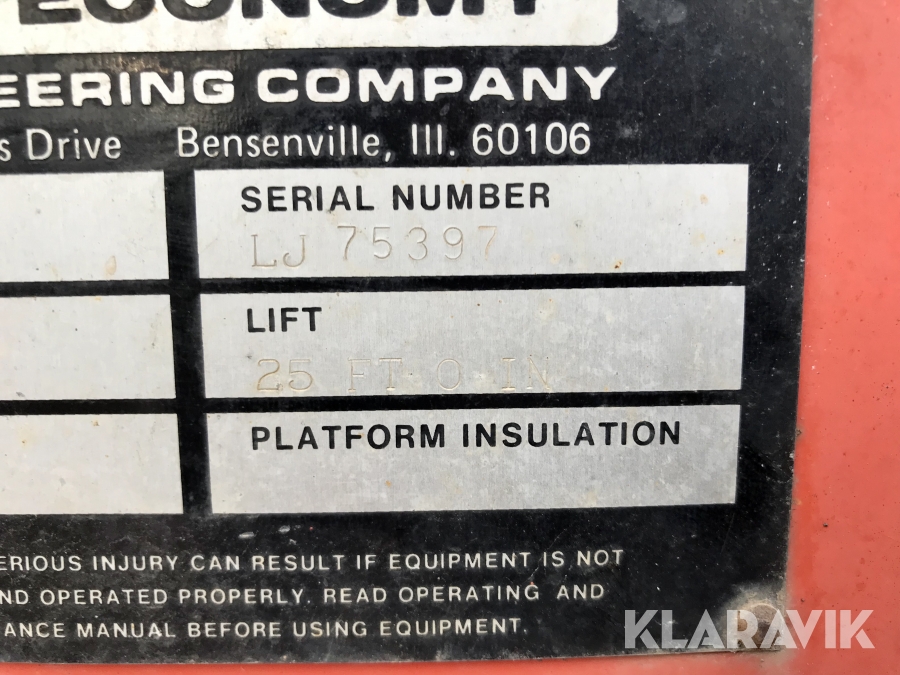 ECONOMY
EERING COMPANY
s Drive Bensenville, Ill. 60106
SERIAL NUMBER
LJ 75397
LIFT
25 FT 0 IN
PLATFORM INSULATION
ERIOUS INJURY CAN RESULT IF EQUIPMENT IS NOT
ND OPERATED PROPERLY. READ OPERATING AND
ANCE MANUAL BEFORE USING EQUIPMENT.
KLARAVIK